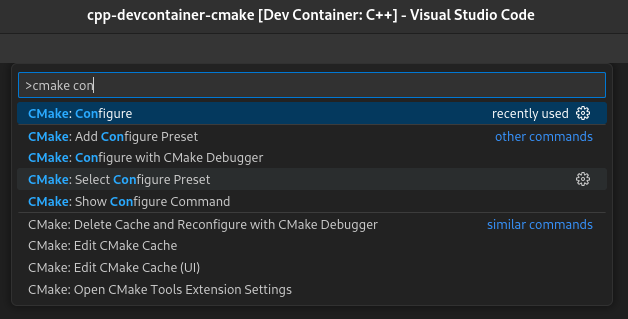 cpp-devcontainer-cmake [Dev Container: C++] - Visual Studio Code
>cmake con
CMake: Configure recently used
CMake: Add Configure Preset other commands
CMake: Configure with CMake Debugger
CMake: Select Configure Preset
CMake: Show Configure Command
CMake: Delete Cache and Reconfigure with CMake Debugger similar commands
CMake: Edit CMake Cache
CMake: Edit CMake Cache (UI)
CMake: Open CMake Tools Extension Settings